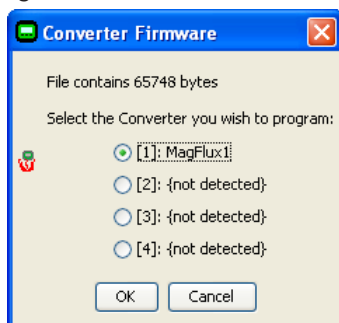 Converter Firmware
File contains 65748 bytes
Select the Converter you wish to program:
[1]: MagFlux1
[2]: {not detected}
[3]: {not detected}
[4]: {not detected}
OK Cancel